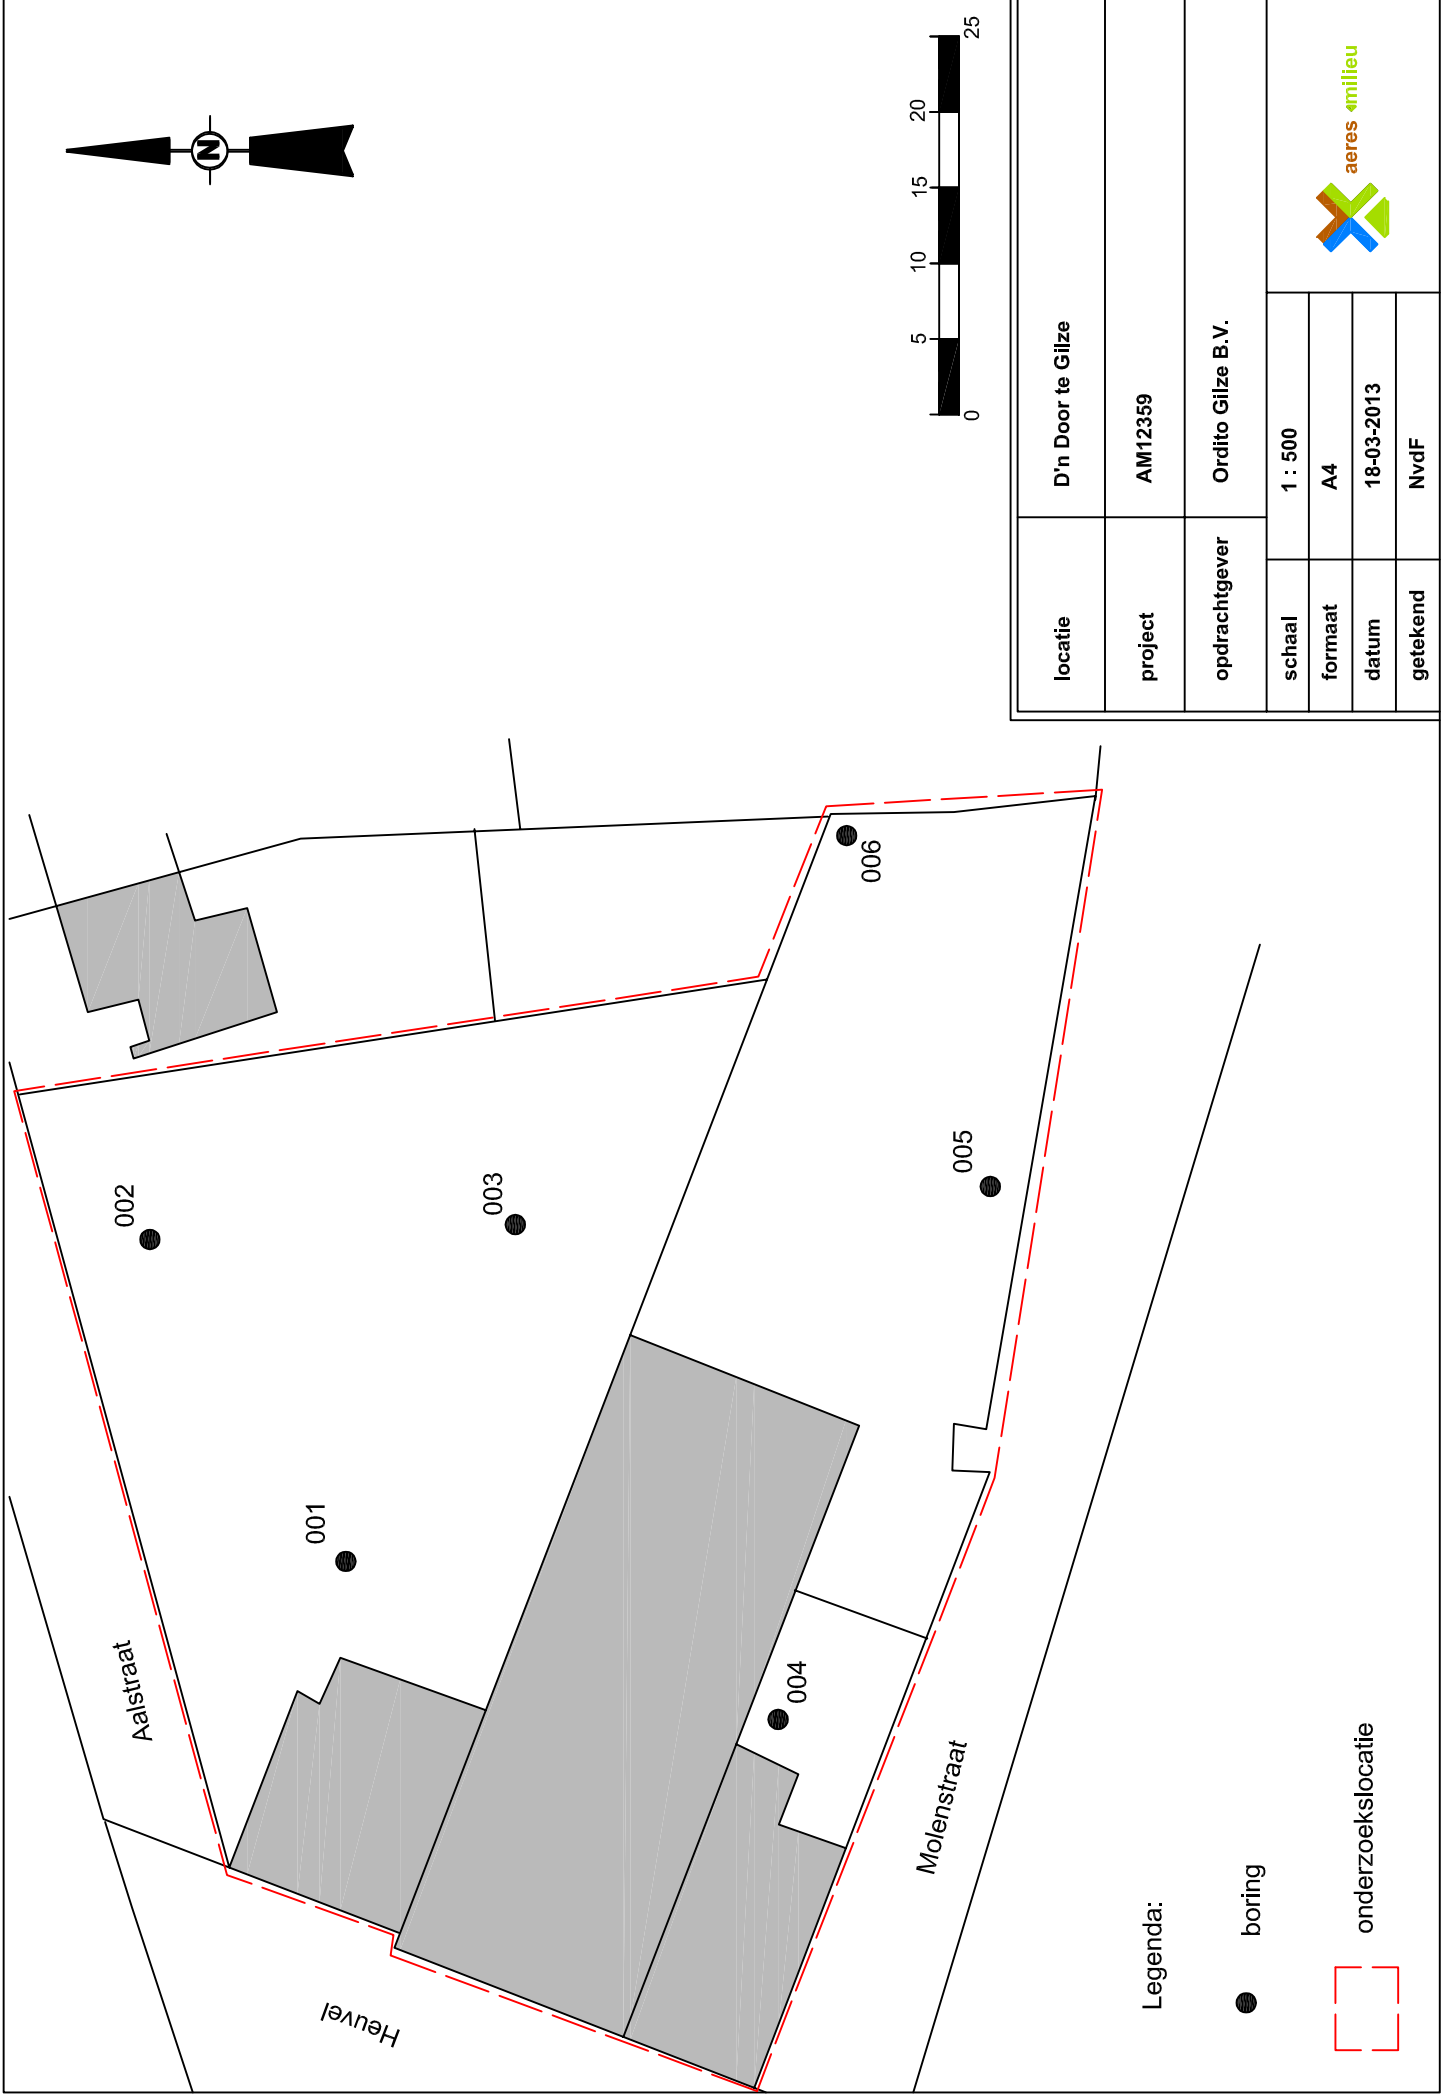 Aalstraat
Heuvel
Molenstraat
001
002
003
004
005
006
N
0 5 10 15 20 25
Legenda:
boring
onderzoekslocatie
locatie D'n Door te Gilze
project AM12359
opdrachtgever Ordito Gilze B.V.
schaal 1 : 500
formaat A4
datum 18-03-2013
getekend NvdF
aeres milieu